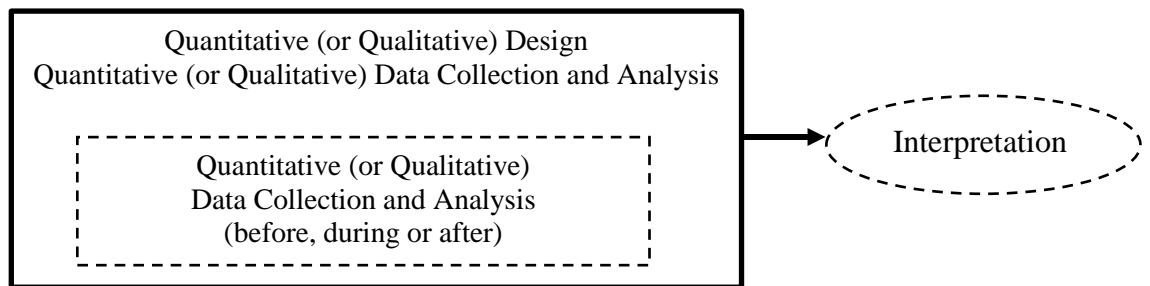 Quantitative (or Qualitative) Design
Quantitative (or Qualitative) Data Collection and Analysis
Quantitative (or Qualitative)
Data Collection and Analysis
(before, during or after)
Interpretation